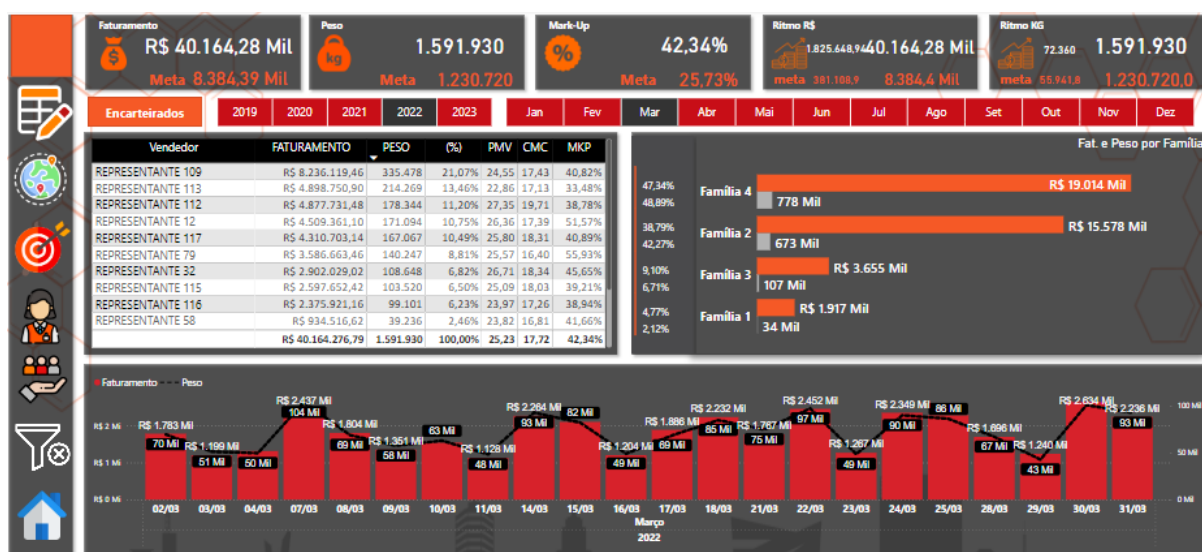 Faturamento
R$ 40.164,28 Mil
Meta 8.384,39 Mil
Peso
kg
1.591.930
Meta 1.230.720
Mark-Up
%
42,34%
Meta 25,73%
Ritmo R$
1.825.648,94 40.164,28 Mil
meta 381.108,9 8.384,4 Mil
Ritmo KG
72.360 1.591.930
meta 55.941,8 1.230.720,0
Encarteirados
2019 2020 2021 2022 2023
Jan Fev Mar Abr Mai Jun Jul Ago Set Out Nov Dez
Vendedor FATURAMENTO PESO (%) PMV CMC MKP
REPRESENTANTE 109 R$ 8.236.119,46 335.478 21,07% 24,55 17,43 40,82%
REPRESENTANTE 113 R$ 4.898.750,90 214.269 13,46% 22,86 17,13 33,48%
REPRESENTANTE 112 R$ 4.877.731,48 178.344 11,20% 27,35 19,71 38,78%
REPRESENTANTE 12 R$ 4.509.361,10 171.094 10,75% 26,36 17,39 51,57%
REPRESENTANTE 117 R$ 4.310.703,14 167.067 10,49% 25,80 18,31 40,89%
REPRESENTANTE 79 R$ 3.586.663,46 140.247 8,81% 25,57 16,40 55,93%
REPRESENTANTE 32 R$ 2.902.029,02 108.648 6,82% 26,71 18,34 45,65%
REPRESENTANTE 115 R$ 2.597.652,42 103.520 6,50% 25,09 18,03 39,21%
REPRESENTANTE 116 R$ 2.375.921,16 99.101 6,23% 23,97 17,26 38,94%
REPRESENTANTE 58 R$ 934.516,62 39.236 2,46% 23,82 16,81 41,66%
R$ 40.164.276,79 1.591.930 100,00% 25,23 17,72 42,34%
Fat. e Peso por Família
47,34%
48,89%
Família 4
R$ 19.014 Mil
778 Mil
38,79%
42,27%
Família 2
R$ 15.578 Mil
673 Mil
9,10%
6,71%
Família 3
R$ 3.655 Mil
107 Mil
4,77%
2,12%
Família 1
R$ 1.917 Mil
34 Mil
Faturamento Peso
R$ 2 Mi
R$ 1 Mi
R$ 0 Mi
R$ 1.783 Mil
70 Mil
R$ 1.199 Mil
51 Mil
50 Mil
R$ 2.437 Mil
104 Mil
R$ 1.804 Mil
69 Mil
R$ 1.351 Mil
58 Mil
63 Mil
R$ 1.128 Mil
48 Mil
R$ 2.264 Mil
93 Mil
82 Mil
R$ 1.204 Mil
49 Mil
R$ 1.886 Mil
69 Mil
R$ 2.232 Mil
85 Mil
R$ 1.767 Mil
75 Mil
R$ 2.452 Mil
97 Mil
R$ 1.267 Mil
49 Mil
R$ 2.349 Mil
90 Mil
86 Mil
R$ 1.696 Mil
67 Mil
R$ 1.240 Mil
43 Mil
R$ 2.634 Mil
R$ 2.236 Mil
93 Mil
100 Mil
50 Mil
0 Mil
02/03 03/03 04/03 07/03 08/03 09/03 10/03 11/03 14/03 15/03 16/03 17/03 18/03 21/03 22/03 23/03 24/03 25/03 28/03 29/03 30/03 31/03
Março
2022